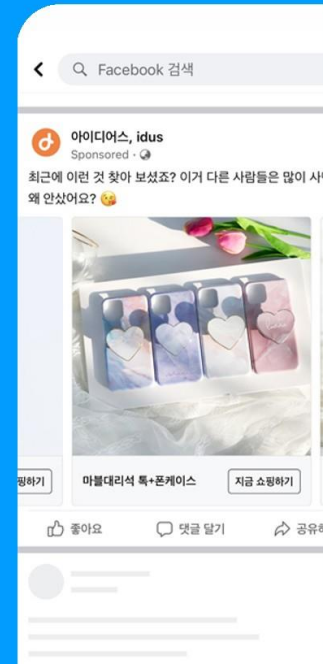 Facebook 검색
아이디어스, idus
Sponsored
최근에 이런 것 찾아 보셨죠? 이거 다른 사람들은 많이
왜 안샀어요?
핑하기
마블대리석 톡+폰케이스
지금 쇼핑하기
좋아요
댓글 달기
공유